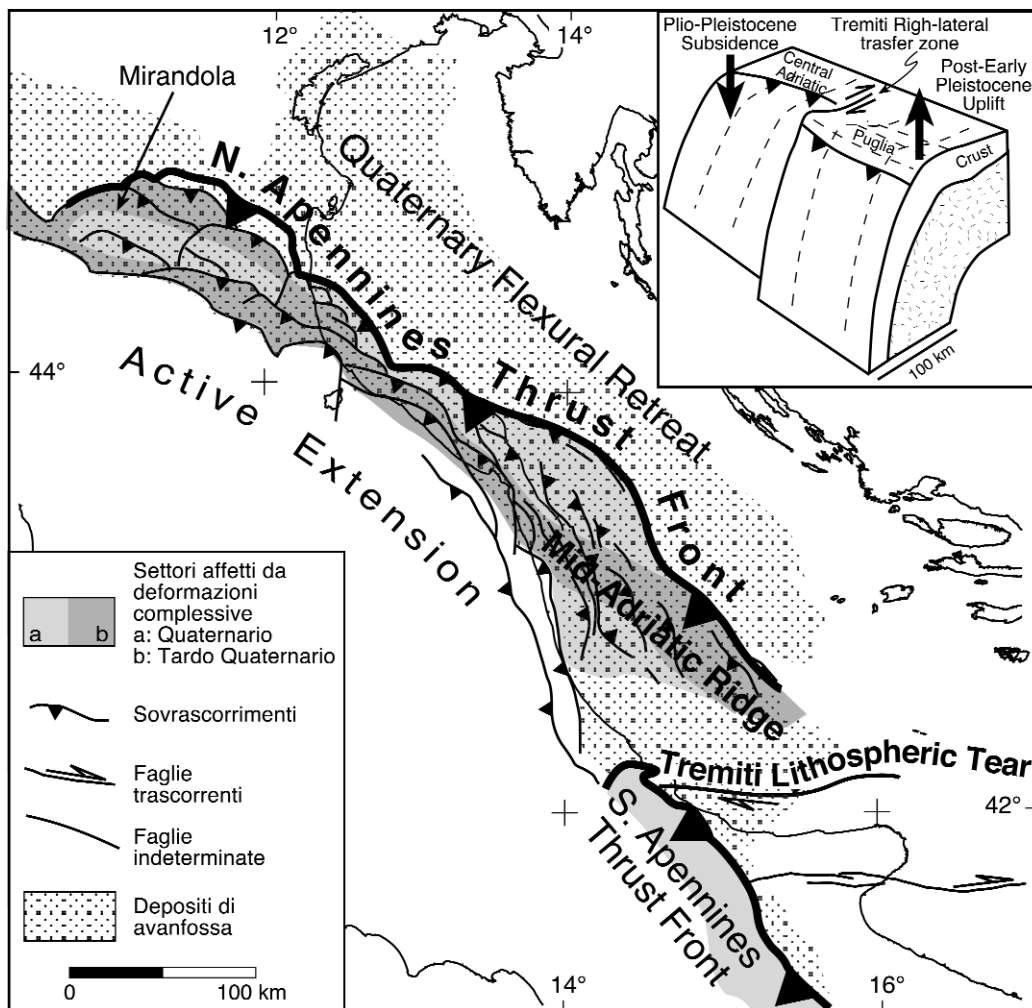 12°
14°
Mirandola
N. Apennines Thrust Front
Quaternary Flexural Retreat
44°
Active Extension
Mid-Adriatic Ridge
Tremiti Lithospheric Tear
42°
S. Apennines
Thrust Front
14°
16°
Plio-Pleistocene
Subsidence
Tremiti Righ-lateral
trasfer zone
Post-Early
Pleistocene
Uplift
Central
Adriatic
Puglia
Crust
100 km
Settori affetti da
deformazioni
complessive
a: Quaternario
b: Tardo Quaternario
a b
Sovrascorrimenti
Faglie
trascorrenti
Faglie
indeterminate
Depositi di
avanfossa
0 100 km